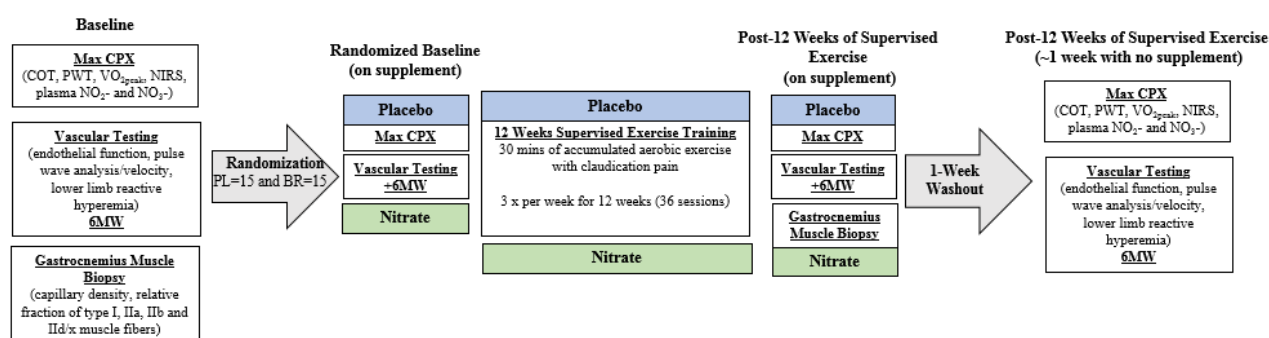 Baseline
Max CPX
(COT, PWT, VO2peak, NIRS,
plasma NO2- and NO3-)
Vascular Testing
(endothelial function, pulse
wave analysis/velocity,
lower limb reactive
hyperemia)
6MW
Gastrocnemius Muscle
Biopsy
(capillary density, relative
fraction of type I, IIa, IIb and
IId/x muscle fibers)
Randomization
PL=15 and BR=15
Randomized Baseline
(on supplement)
Placebo
Max CPX
Vascular Testing
+6MW
Nitrate
Placebo
12 Weeks Supervised Exercise Training
30 mins of accumulated aerobic exercise
with claudication pain
3 x per week for 12 weeks (36 sessions)
Nitrate
Post-12 Weeks of Supervised
Exercise
(on supplement)
Placebo
Max CPX
Vascular Testing
+6MW
Gastrocnemius
Muscle Biopsy
Nitrate
1-Week
Washout
Post-12 Weeks of Supervised Exercise
(~1 week with no supplement)
Max CPX
(COT, PWT, VO2peak, NIRS,
plasma NO2- and NO3-)
Vascular Testing
(endothelial function, pulse
wave analysis/velocity,
lower limb reactive
hyperemia)
6MW